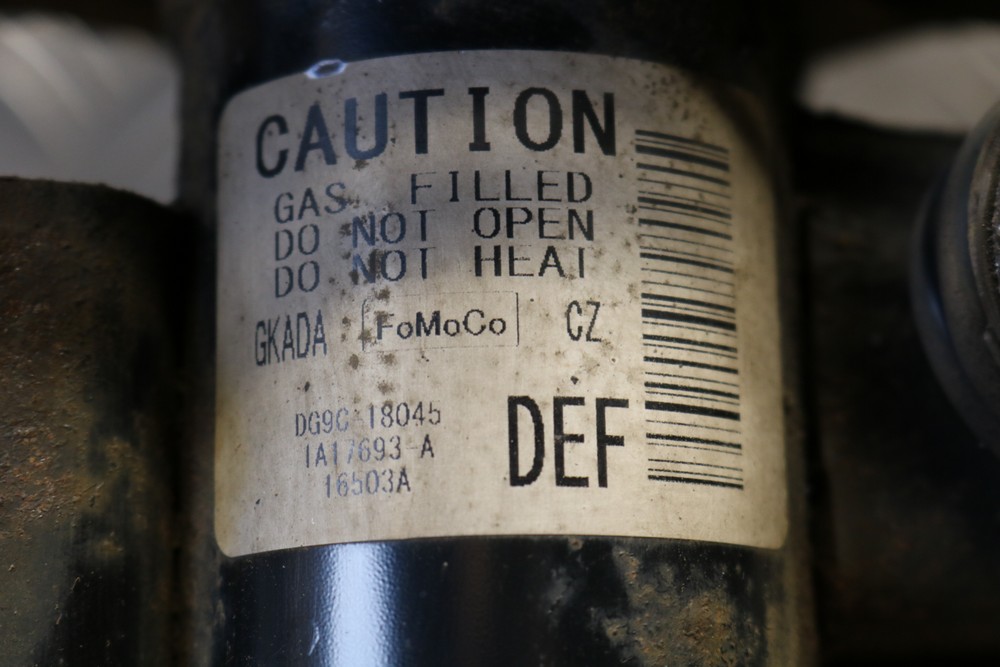 CAUTION
GAS FILLED
DO NOT OPEN
DO NOT HEAT
GKADA FoMoCo CZ
DG9C-18045
1A17693-A
16503A
DEF